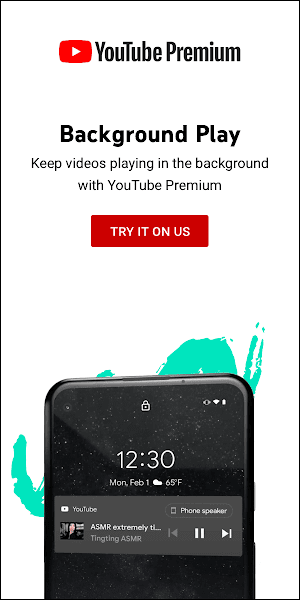 YouTube Premium
Background Play
Keep videos playing in the background
with YouTube Premium
TRY IT ON US
12:30
Mon, Feb 1 65°F
YouTube
Phone speaker
ASMR extremely ti...
Tingting ASMR